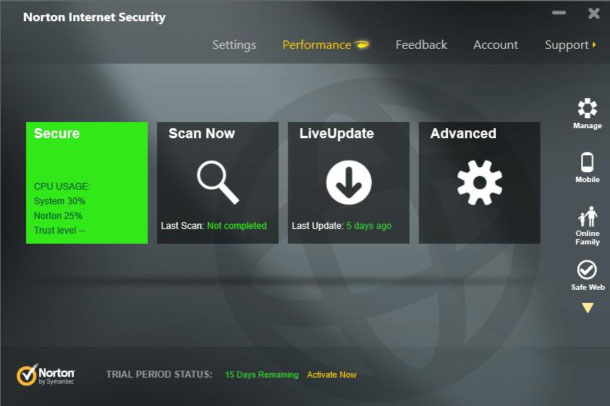 Norton Internet Security
Settings
Performance
Feedback
Account
Support
Secure
CPU USAGE:
System 30%
Norton 25%
Trust level --
Scan Now
Last Scan: Not completed
LiveUpdate
Last Update: 5 days ago
Advanced
Manage
Mobile
Online
Family
Safe Web
Norton
by Symantec
TRIAL PERIOD STATUS: 15 Days Remaining Activate Now